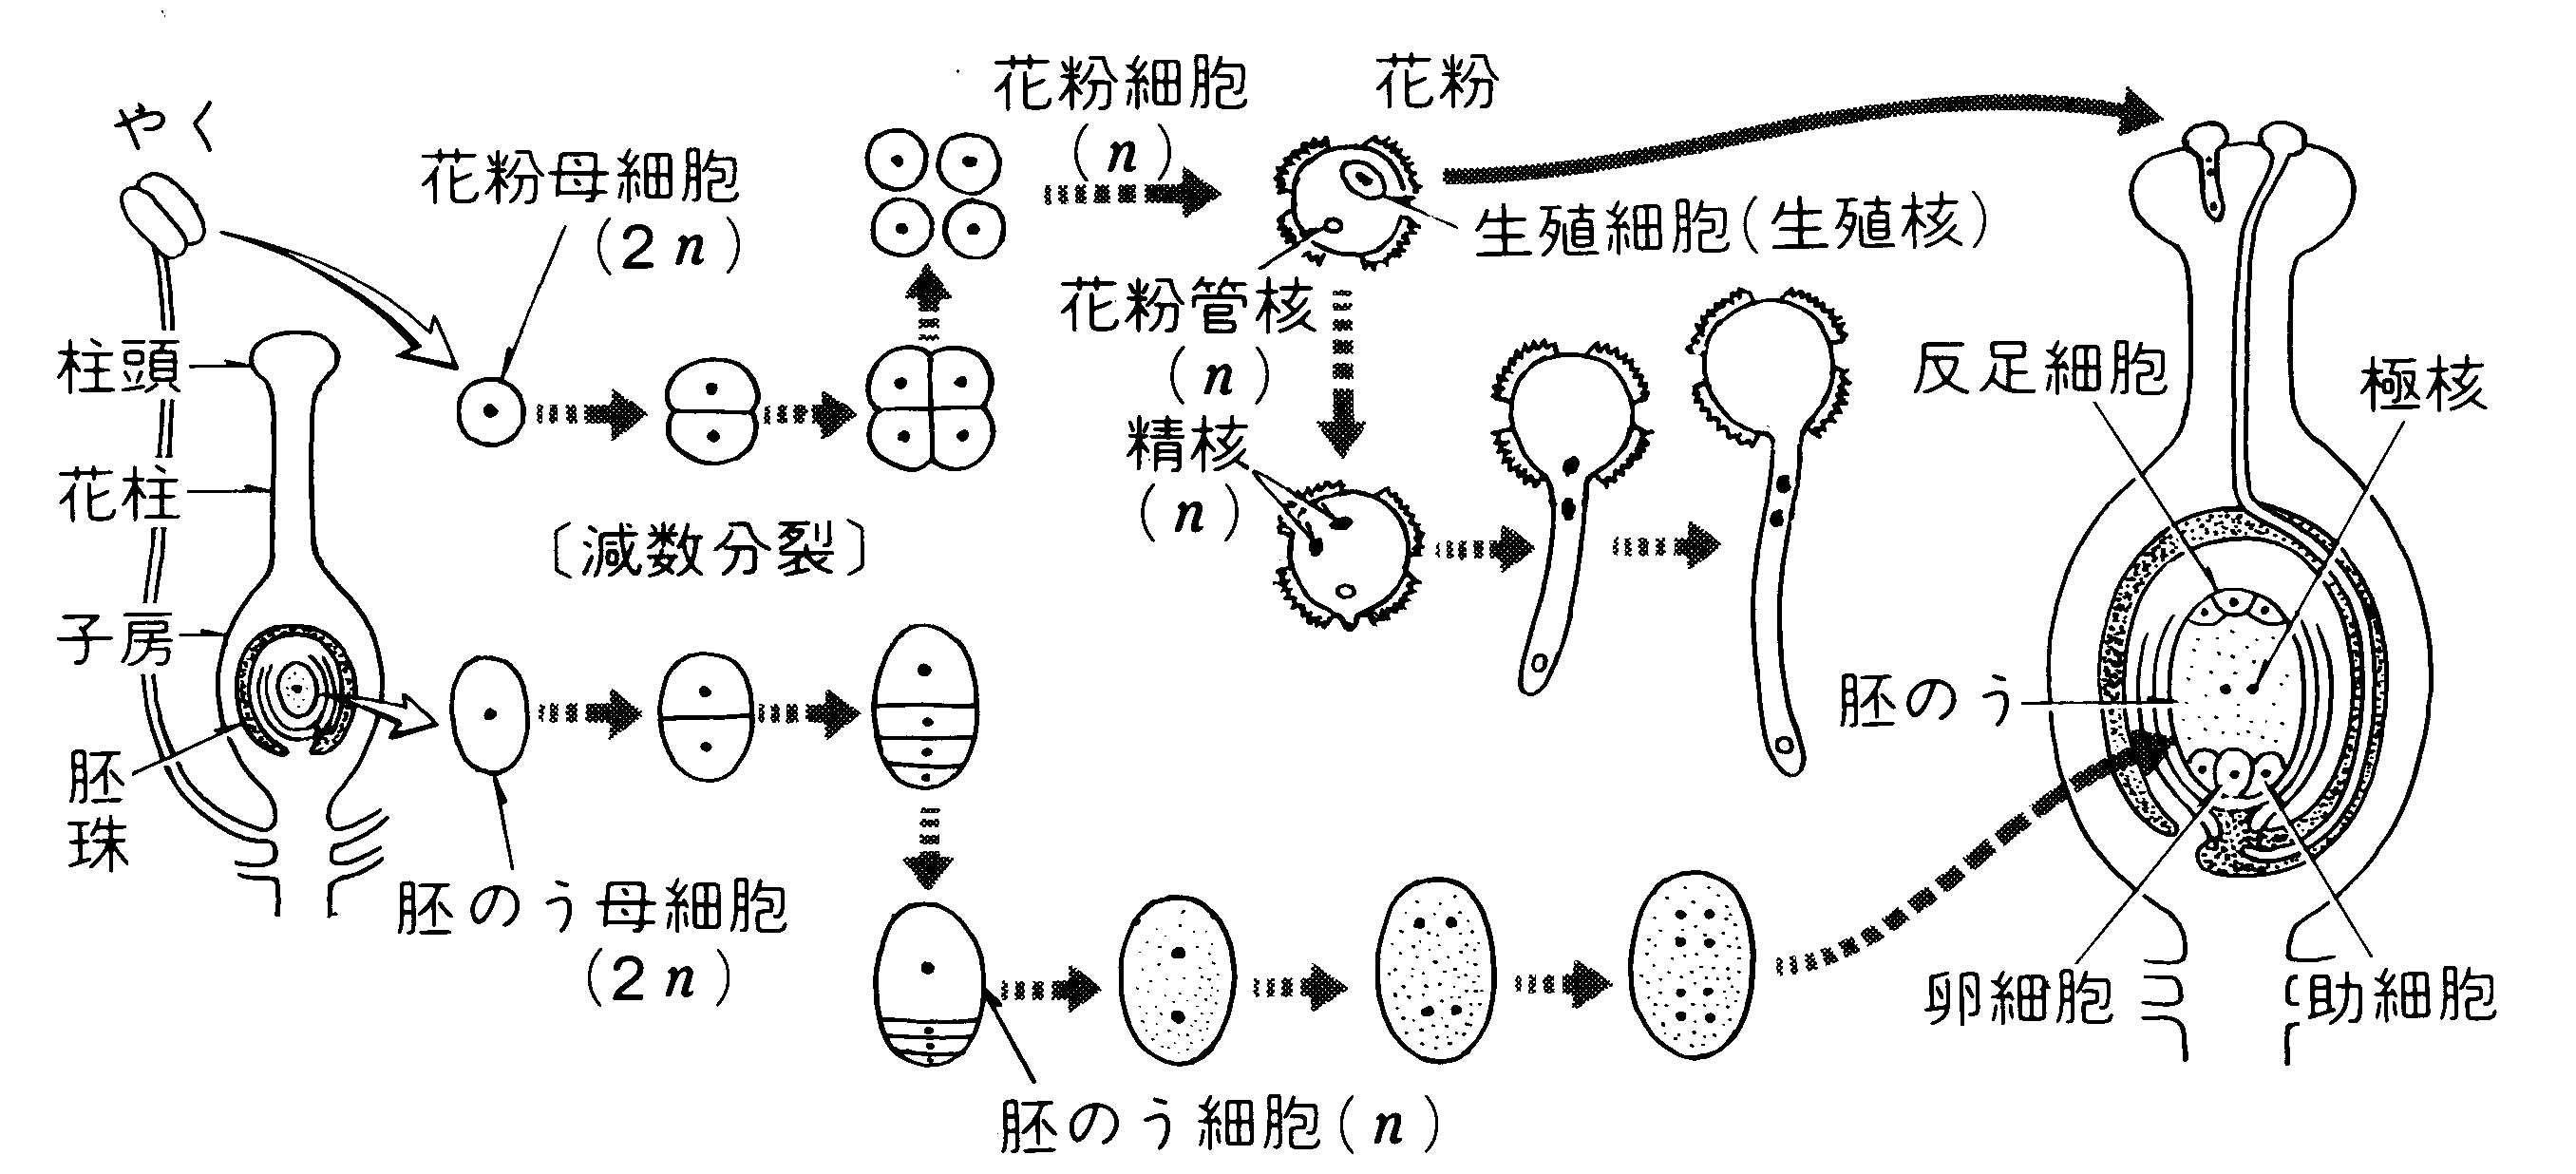 やく
花粉母細胞
(2n)
花粉細胞
(n)
花粉
生殖細胞(生殖核)
花粉管核
(n)
精核
(n)
柱頭
花柱
子房
胚
珠
〔減数分裂〕
胚のう母細胞
(2n)
胚のう細胞(n)
反足細胞
極核
胚のう
卵細胞
助細胞